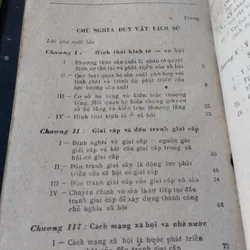 Trang
CHỦ NGHĨA DUY VẬT LỊCH SỬ
Lời nhà xuất bản
Chương I : Hình thái kinh tế — xã hội
I — Phương thức sản xuất là nhân tố quyết
định sự tồn tại và phát triển của xã hội
II — Quy luật quan hệ sản xuất phù hợp với
tính chất và trình độ phát triển của
lực lượng sản xuất
III — Cơ sở hạ tầng và kiến trúc thượng
tầng. Mối quan hệ biện chứng giữa cơ
sở hạ tầng và kiến trúc thượng tầng
IV — Hình thái kinh tế — xã hội
Chương II : Giai cấp và đấu tranh giai cấp
I — Định nghĩa về giai cấp — nguồn gốc
giai cấp và kết cấu giai cấp trong xã
hội có giai cấp
II — Đấu tranh giai cấp là động lực phát
triển của xã hội có giai cấp
III — Đấu tranh giai cấp của giai cấp vô sản
IV — Chuyên chính vô sản là sự tiếp tục đấu
tranh giai cấp để xây dựng thành công
chủ nghĩa xã hội
Chương III : Cách mạng xã hội và nhà nước
I — Cách mạng xã hội là bước phát triển